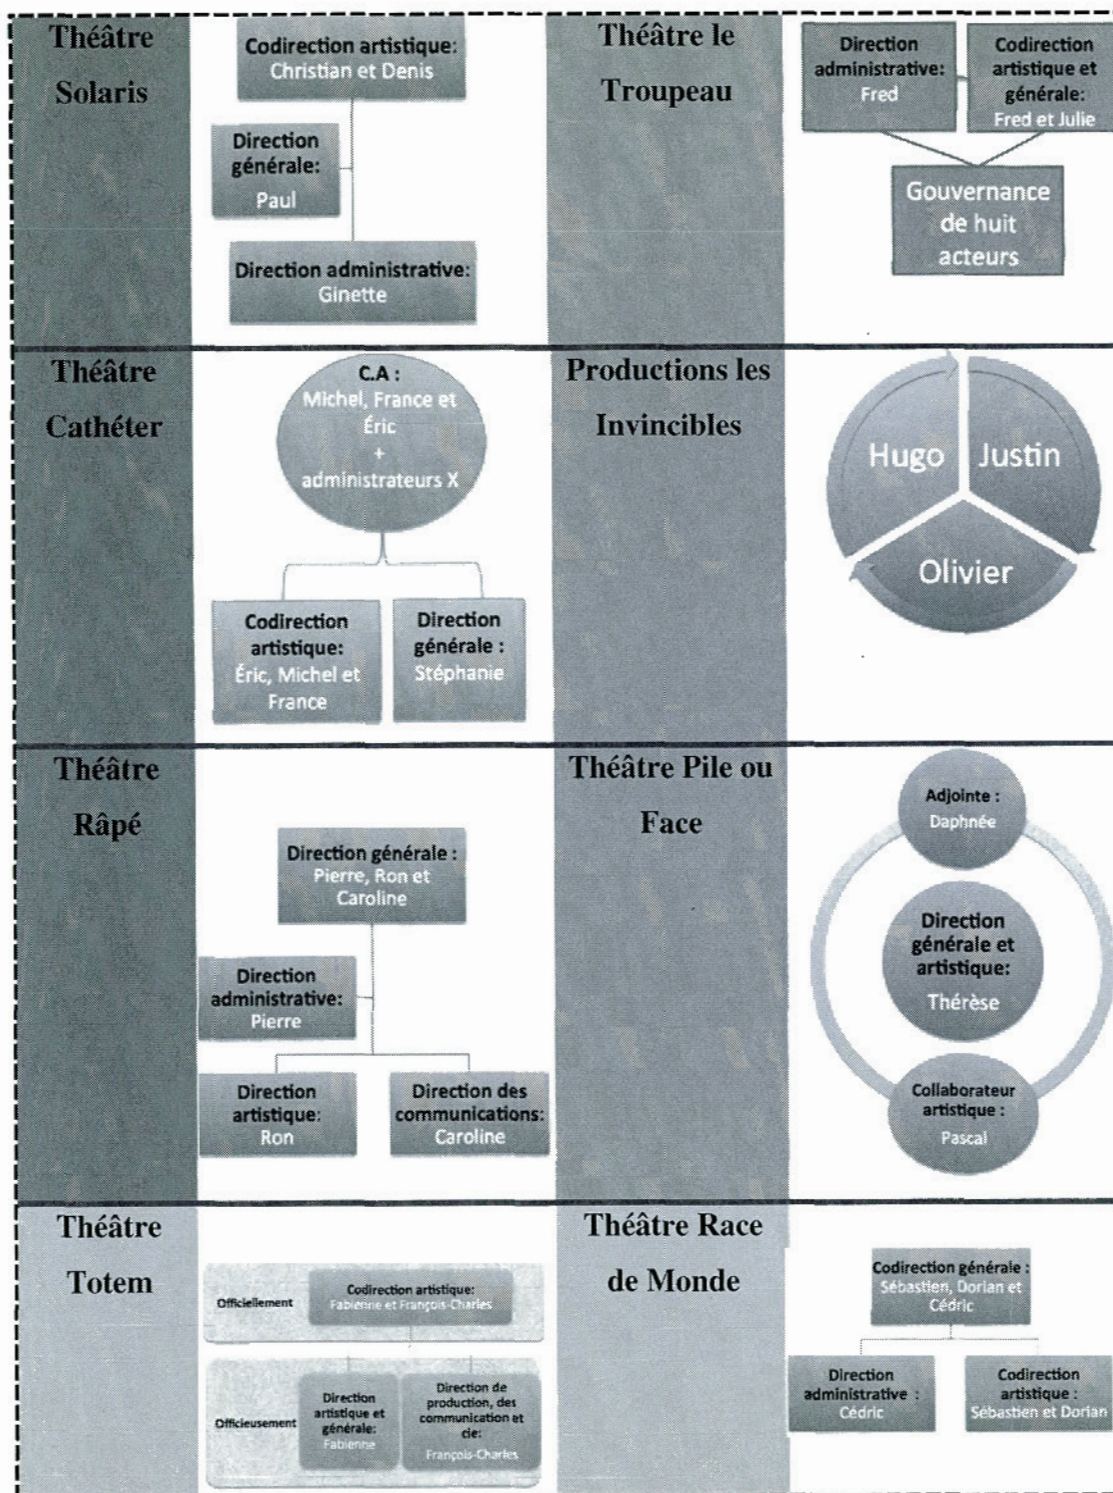 Théâtre
Solaris
Codirection artistique:
Christian et Denis
Direction
générale:
Paul
Direction administrative:
Ginette
Théâtre le
Troupeau
Direction
administrative:
Fred
Codirection
artistique et
générale:
Fred et Julie
Gouvernance
de huit
acteurs
Théâtre
Cathéter
C.A :
Michel, France et
Éric
+
administrateurs X
Codirection
artistique:
Éric, Michel et
France
Direction
générale :
Stéphanie
Productions les
Invincibles
Hugo
Justin
Olivier
Théâtre
Râpé
Direction générale :
Pierre, Ron et
Caroline
Direction
administrative:
Pierre
Direction
artistique:
Ron
Direction des
communications:
Caroline
Théâtre Pile ou
Face
Adjointe :
Daphnée
Direction
générale et
artistique:
Thérèse
Collaborateur
artistique :
Pascal
Théâtre
Totem
Officiellement
Codirection artistique:
Fabienne et François-Charles
Officieusement
Direction
artistique et
générale:
Fabienne
Direction de
production, des
communication et
cie:
François-Charles
Théâtre Race
de Monde
Codirection générale :
Sébastien, Dorian et
Cédric
Direction
administrative :
Cédric
Codirection
artistique :
Sébastien et Dorian